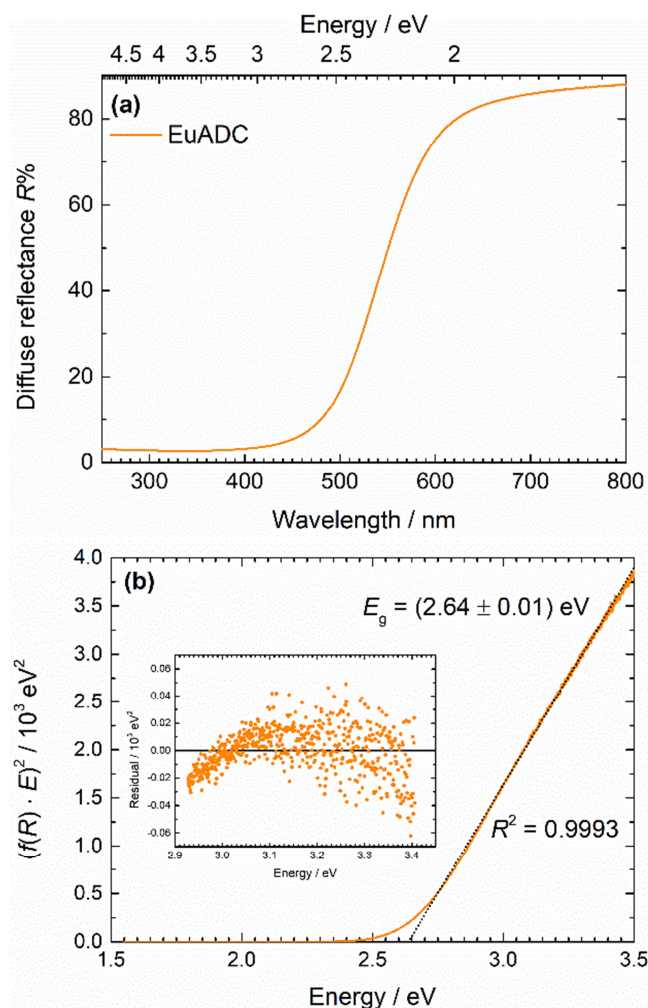 Energy / eV
4.5 4 3.5 3 2.5 2
(a)
EuADC
80
60
40
20
0
Diffuse reflectance R%
300 400 500 600 700 800
Wavelength / nm
(b)
E_g = (2.64 ± 0.01) eV
4.0
3.5
3.0
2.5
2.0
1.5
1.0
0.5
0.0
(f(R) · E)² / 10³ eV²
0.06
0.04
0.02
0.00
-0.02
-0.04
-0.06
Residual / 10³ eV²
2.9 3.0 3.1 3.2 3.3 3.4
Energy / eV
R² = 0.9993
1.5 2.0 2.5 3.0 3.5
Energy / eV